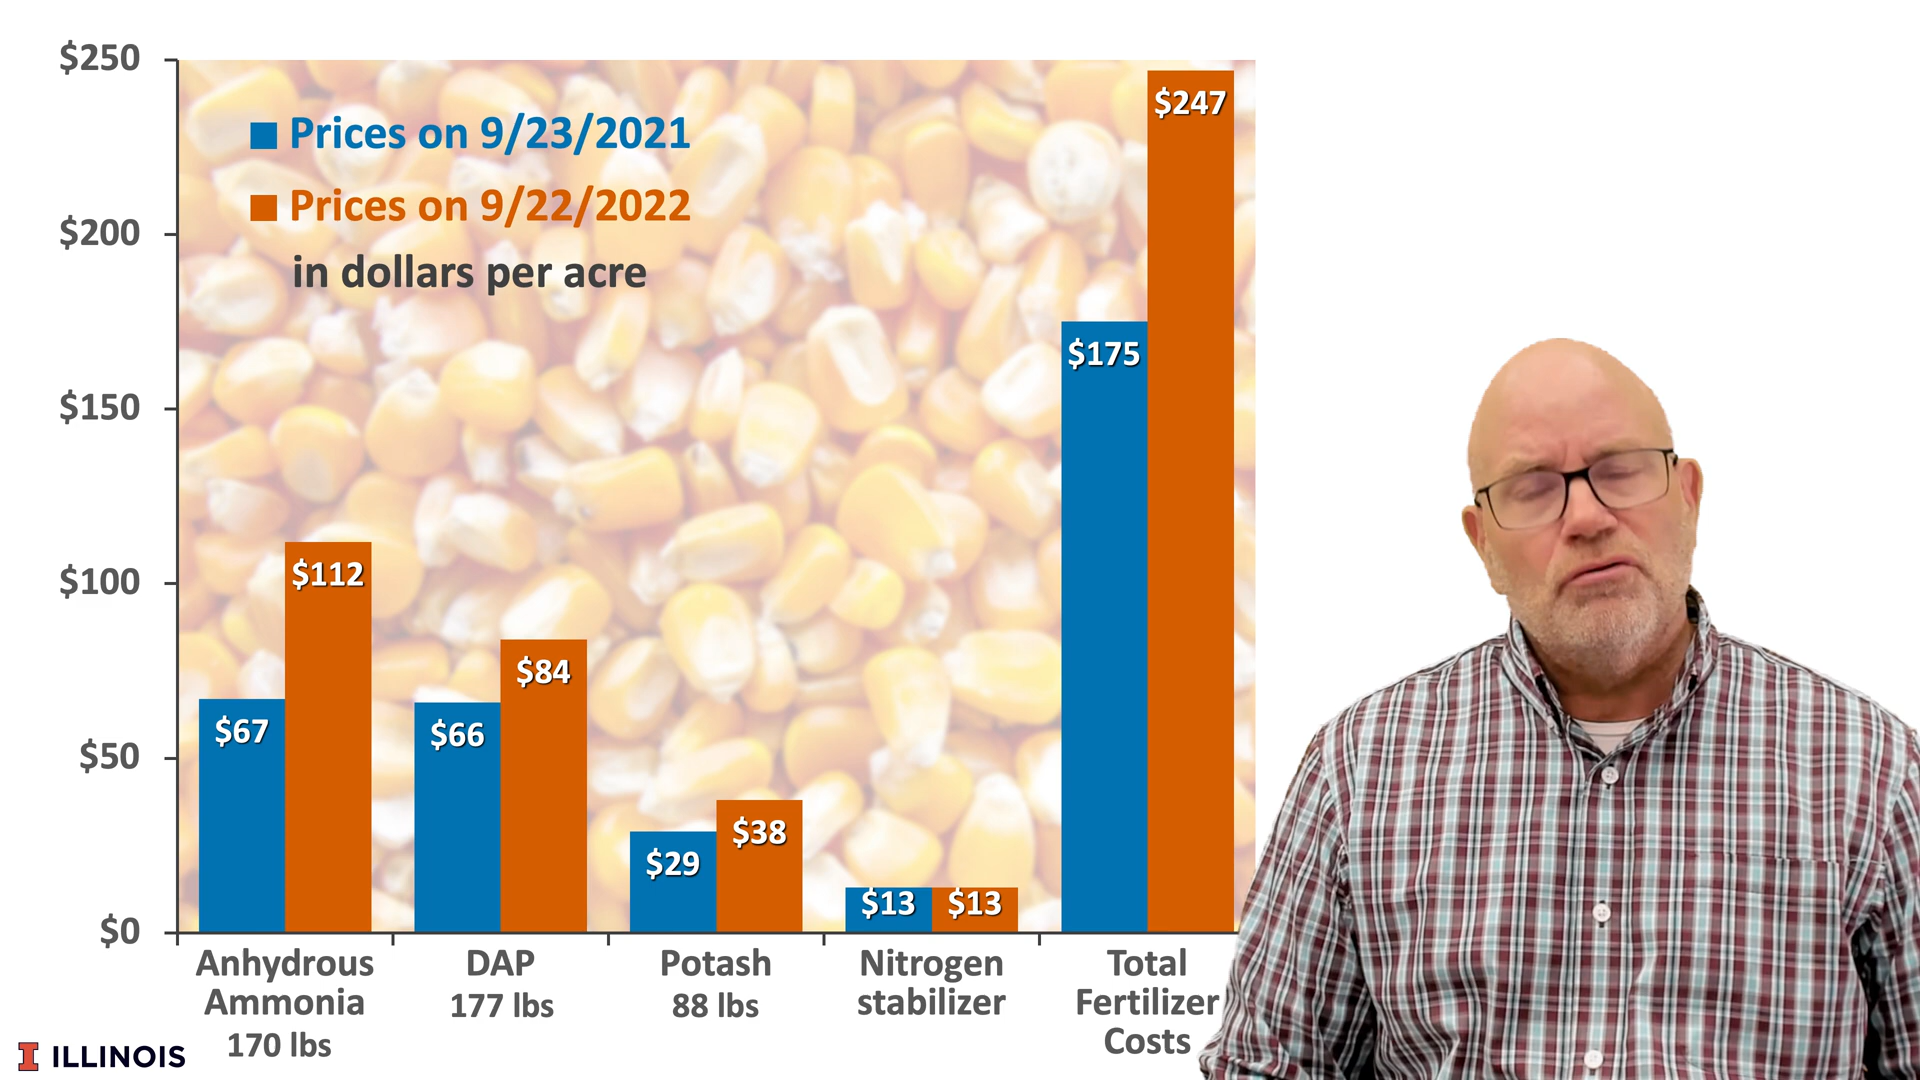 $250
$200
$150
$100
$50
$0
Prices on 9/23/2021
Prices on 9/22/2022
in dollars per acre
$67
$112
$66
$84
$29
$38
$13
$13
$175
$247
Anhydrous
Ammonia
170 lbs
DAP
177 lbs
Potash
88 lbs
Nitrogen
stabilizer
Total
Fertilizer
Costs
I ILLINOIS